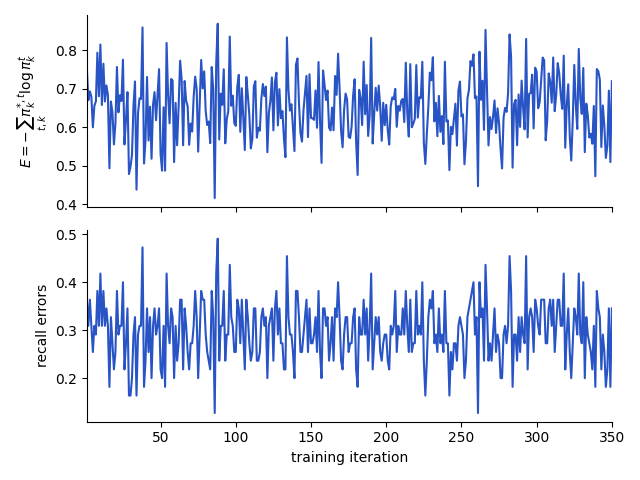 E = −∑_{t,k} π_k^{*,t} log π_k^t
0.8
0.7
0.6
0.5
0.4
recall errors
0.5
0.4
0.3
0.2
50 100 150 200 250 300 350
training iteration